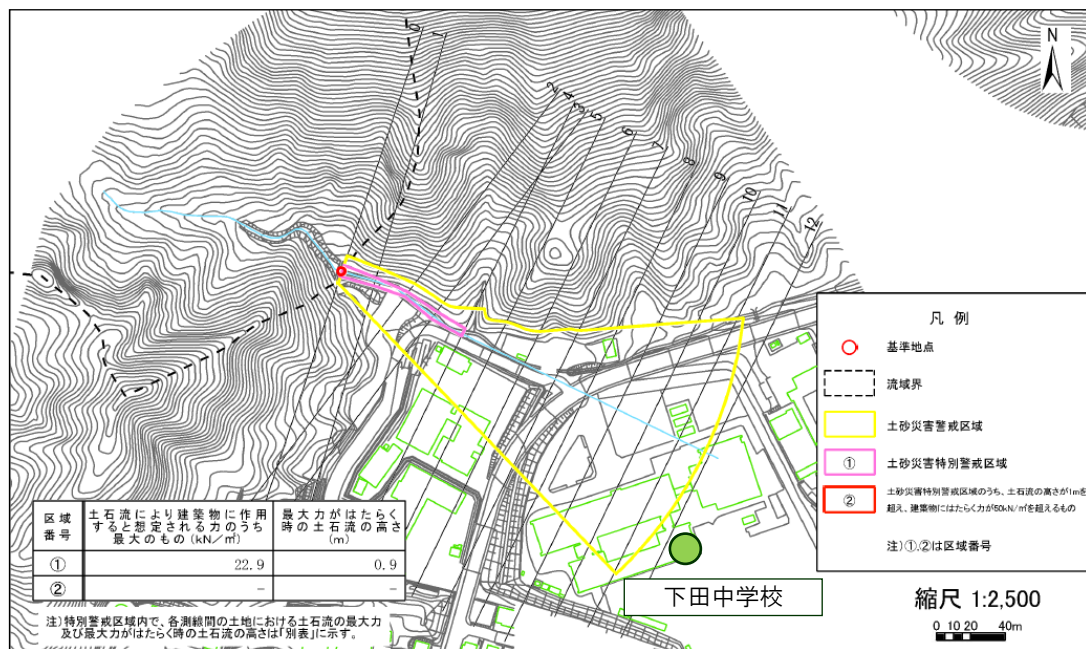 0 1 2 4 3 5 6 7 8 9 10 11 12
N
凡 例
基準地点
流域界
土砂災害警戒区域
① 土砂災害特別警戒区域
② 土砂災害特別警戒区域のうち、土石流の高さが1mを
超え、建築物にはたらく力が50kN/㎡を超えるもの
注)①,②は区域番号
区域 土石流により建築物に作用 最大力がはたらく
番号 すると想定される力のうち 時の土石流の高さ
最大のもの(kN/㎡) (m)
① 22.9 0.9
② − −
注)特別警戒区域内で、各測線間の土地における土石流の最大力
及び最大力がはたらく時の土石流の高さは「別表」に示す。
下田中学校
縮尺 1:2,500
0 10 20 40m